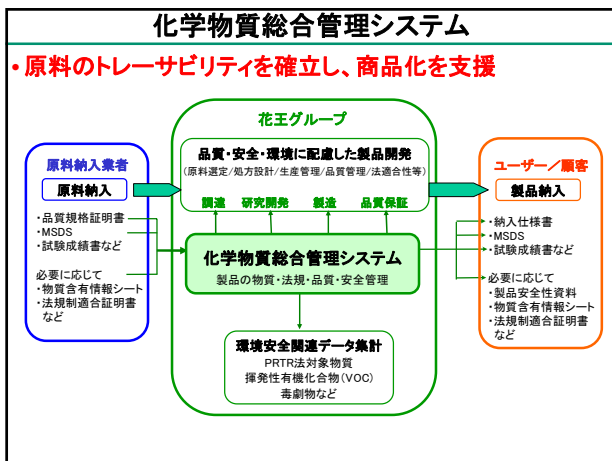 化学物質総合管理システム
・原料のトレーサビリティを確立し、商品化を支援
花王グループ
原料納入業者
原料納入
・品質規格証明書
・MSDS
・試験成績書など
必要に応じて
・物質含有情報シート
・法規制適合証明書
など
品質・安全・環境に配慮した製品開発
(原料選定/処方設計/生産管理/品質管理/法適合性等)
調達 研究開発 製造 品質保証
化学物質総合管理システム
製品の物質・法規・品質・安全管理
環境安全関連データ集計
PRTR法対象物質
揮発性有機化合物(VOC)
毒劇物など
ユーザー/顧客
製品納入
・納入仕様書
・MSDS
・試験成績書など
必要に応じて
・製品安全性資料
・物質含有情報シート
・法規制適合証明書
など